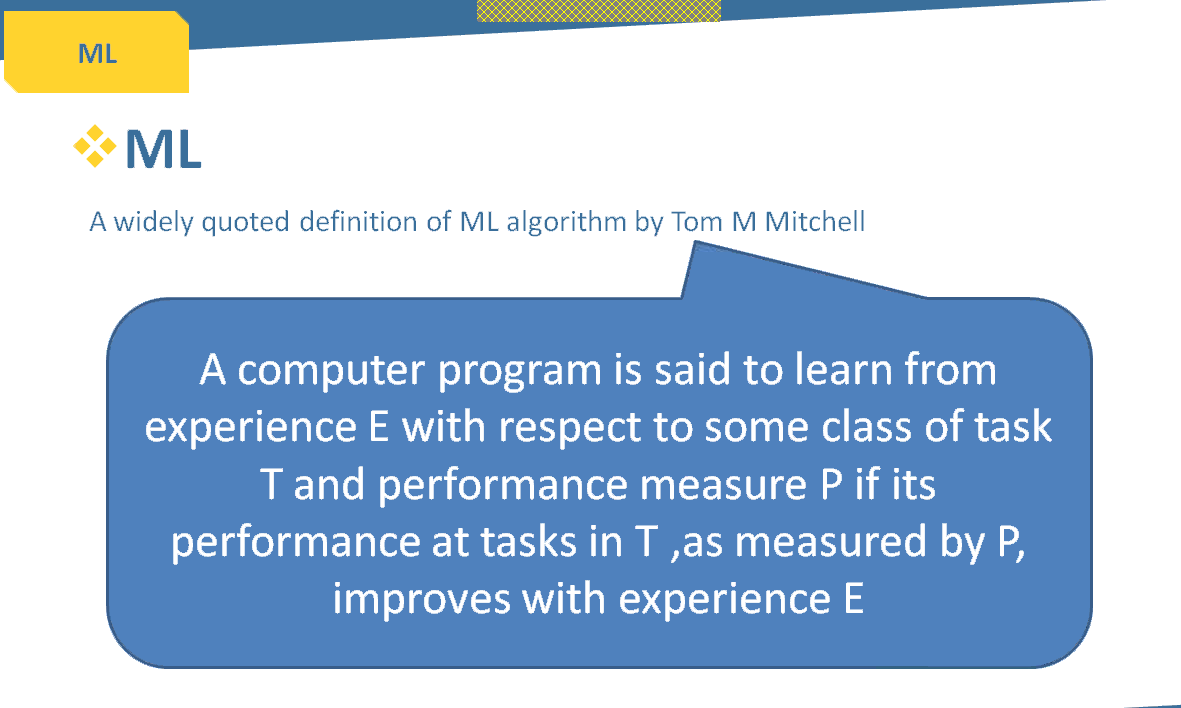 ML
ML
A widely quoted definition of ML algorithm by Tom M Mitchell
A computer program is said to learn from
experience E with respect to some class of task
T and performance measure P if its
performance at tasks in T ,as measured by P,
improves with experience E